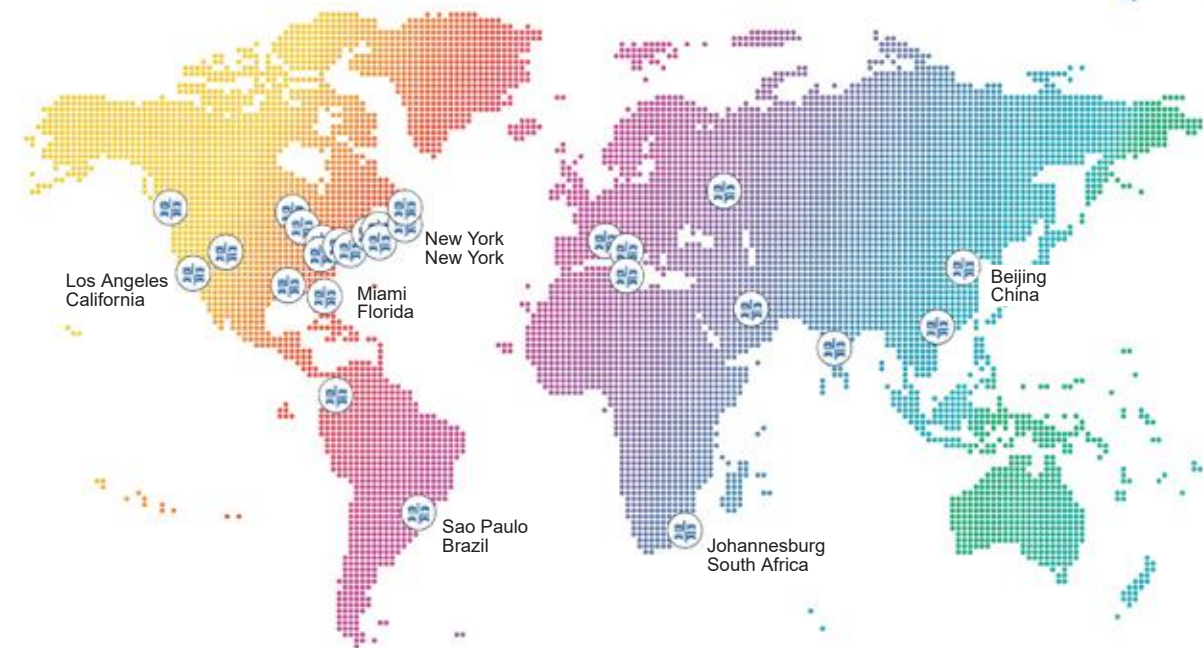 New York
New York
Los Angeles
California
Miami
Florida
Beijing
China
Sao Paulo
Brazil
Johannesburg
South Africa